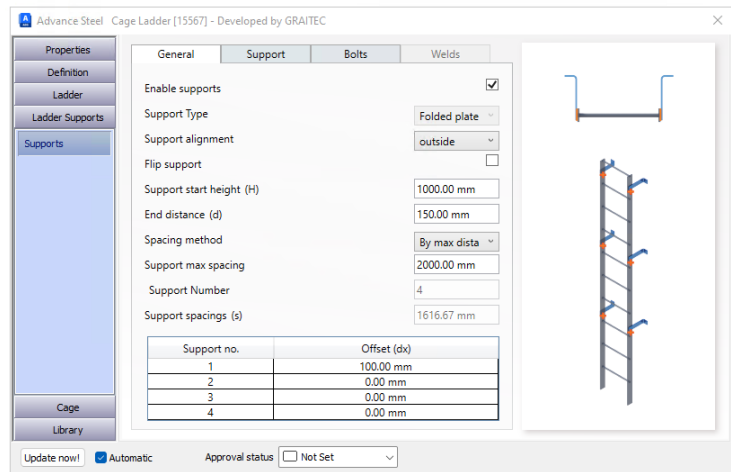 Advance Steel Cage Ladder [15567] - Developed by GRAITEC
Properties
Definition
Ladder
Ladder Supports
Supports
Cage
Library
General Support Bolts Welds
Enable supports
Support Type Folded plate
Support alignment outside
Flip support
Support start height (H) 1000.00 mm
End distance (d) 150.00 mm
Spacing method By max dista
Support max spacing 2000.00 mm
Support Number 4
Support spacings (s) 1616.67 mm
Support no. Offset (dx)
1 100.00 mm
2 0.00 mm
3 0.00 mm
4 0.00 mm
Update now! Automatic Approval status Not Set